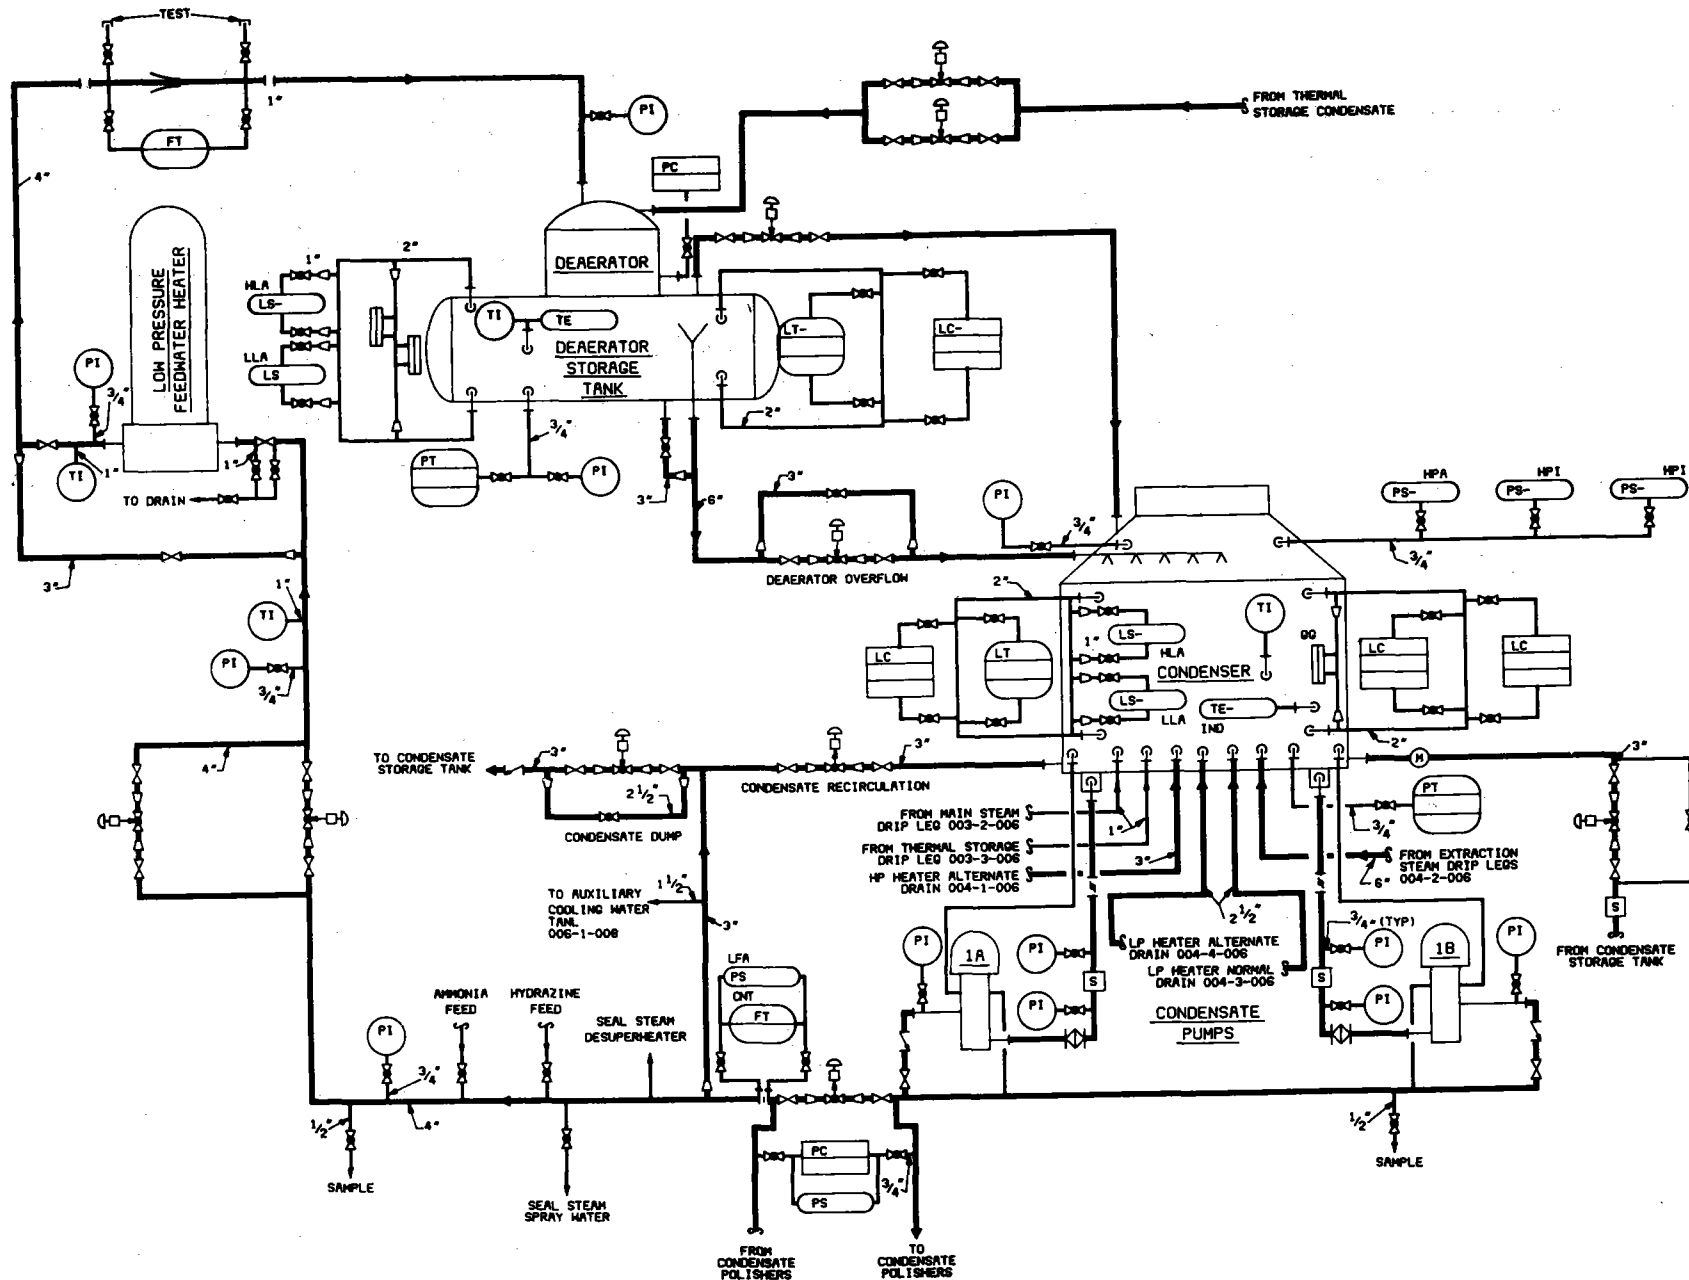 TEST
1"
FT
4"
PI
PC
FROM THERMAL
STORAGE CONDENSATE
LOW PRESSURE
FEEDWATER HEATER
HLA
LS-
LLA
LS
1"
2"
DEAERATOR
TI
TE
DEAERATOR
STORAGE
TANK
LT-
LC-
2"
PI
3/4"
TI
1"
1"
TO DRAIN
3"
3/4"
PT
PI
3"
6"
3"
DEAERATOR OVERFLOW
PI
3/4"
HPA
PS-
HPI
PS-
HPI
PS-
3/4"
1"
TI
PI
3/4"
4"
2"
LC
LT
1"
LS-
HLA
LS-
LLA
TI
CONDENSER
TE-
IND
QG
LC
LC
2"
M
3"
TO CONDENSATE
STORAGE TANK
3"
2 1/2"
CONDENSATE DUMP
CONDENSATE RECIRCULATION
3"
FROM MAIN STEAM
DRIP LEG 003-2-006
1"
FROM THERMAL STORAGE
DRIP LEG 003-3-006
3"
HP HEATER ALTERNATE
DRAIN 004-1-006
PT
3/4"
FROM EXTRACTION
STEAM DRIP LEGS
004-2-006
6"
S
FROM CONDENSATE
STORAGE TANK
TO AUXILIARY
COOLING WATER
TANL
006-1-008
1 1/2"
3"
2 1/2"
LP HEATER ALTERNATE
DRAIN 004-4-006
LP HEATER NORMAL
DRAIN 004-3-006
CONDENSATE
PUMPS
PI
1A
PI
S
PI
3/4" (TYP)
PI
S
PI
1B
PI
LFA
PS
CNT
FT
AMMONIA
FEED
HYDRAZINE
FEED
SEAL STEAM
DESUPERHEATER
PI
3/4"
1/2"
4"
SAMPLE
SEAL STEAM
SPRAY WATER
PC
PS
3/4"
FROM
CONDENSATE
POLISHERS
TO
CONDENSATE
POLISHERS
1/2"
SAMPLE